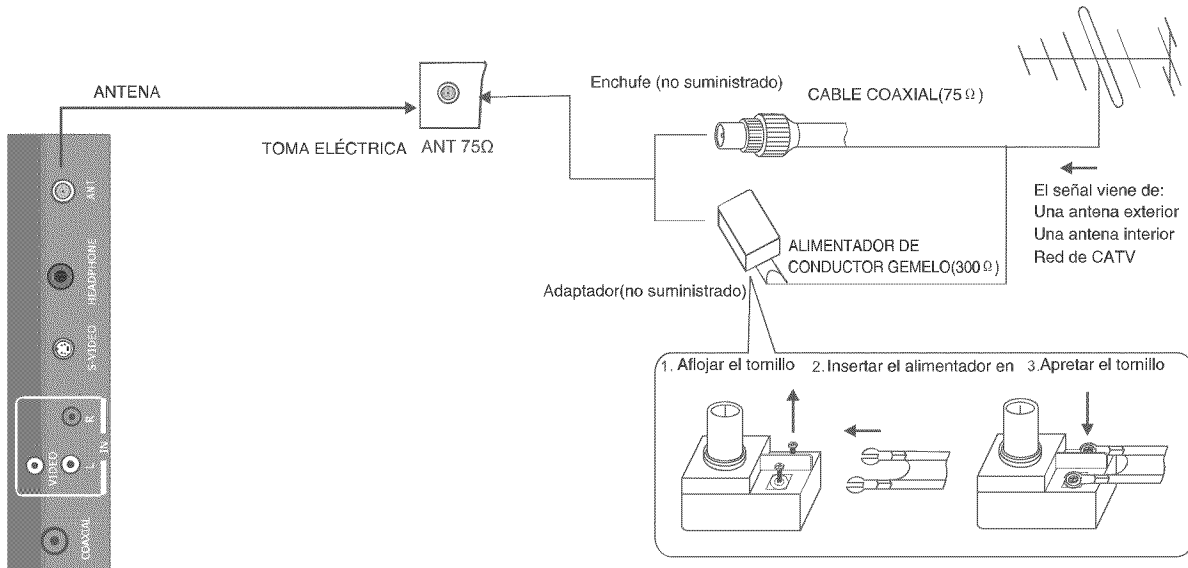 ANTENA
TOMA ELÉCTRICA
ANT 75Ω
Enchufe (no suministrado)
CABLE COAXIAL(75Ω)
El señal viene de:
Una antena exterior
Una antena interior
Red de CATV
ALIMENTADOR DE
CONDUCTOR GEMELO(300Ω)
Adaptador(no suministrado)
1. Aflojar el tornillo
2. Insertar el alimentador en
3. Apretar el tornillo
ANT
HEADPHONE
S-VIDEO
R
L
IN
VIDEO
COAXIAL